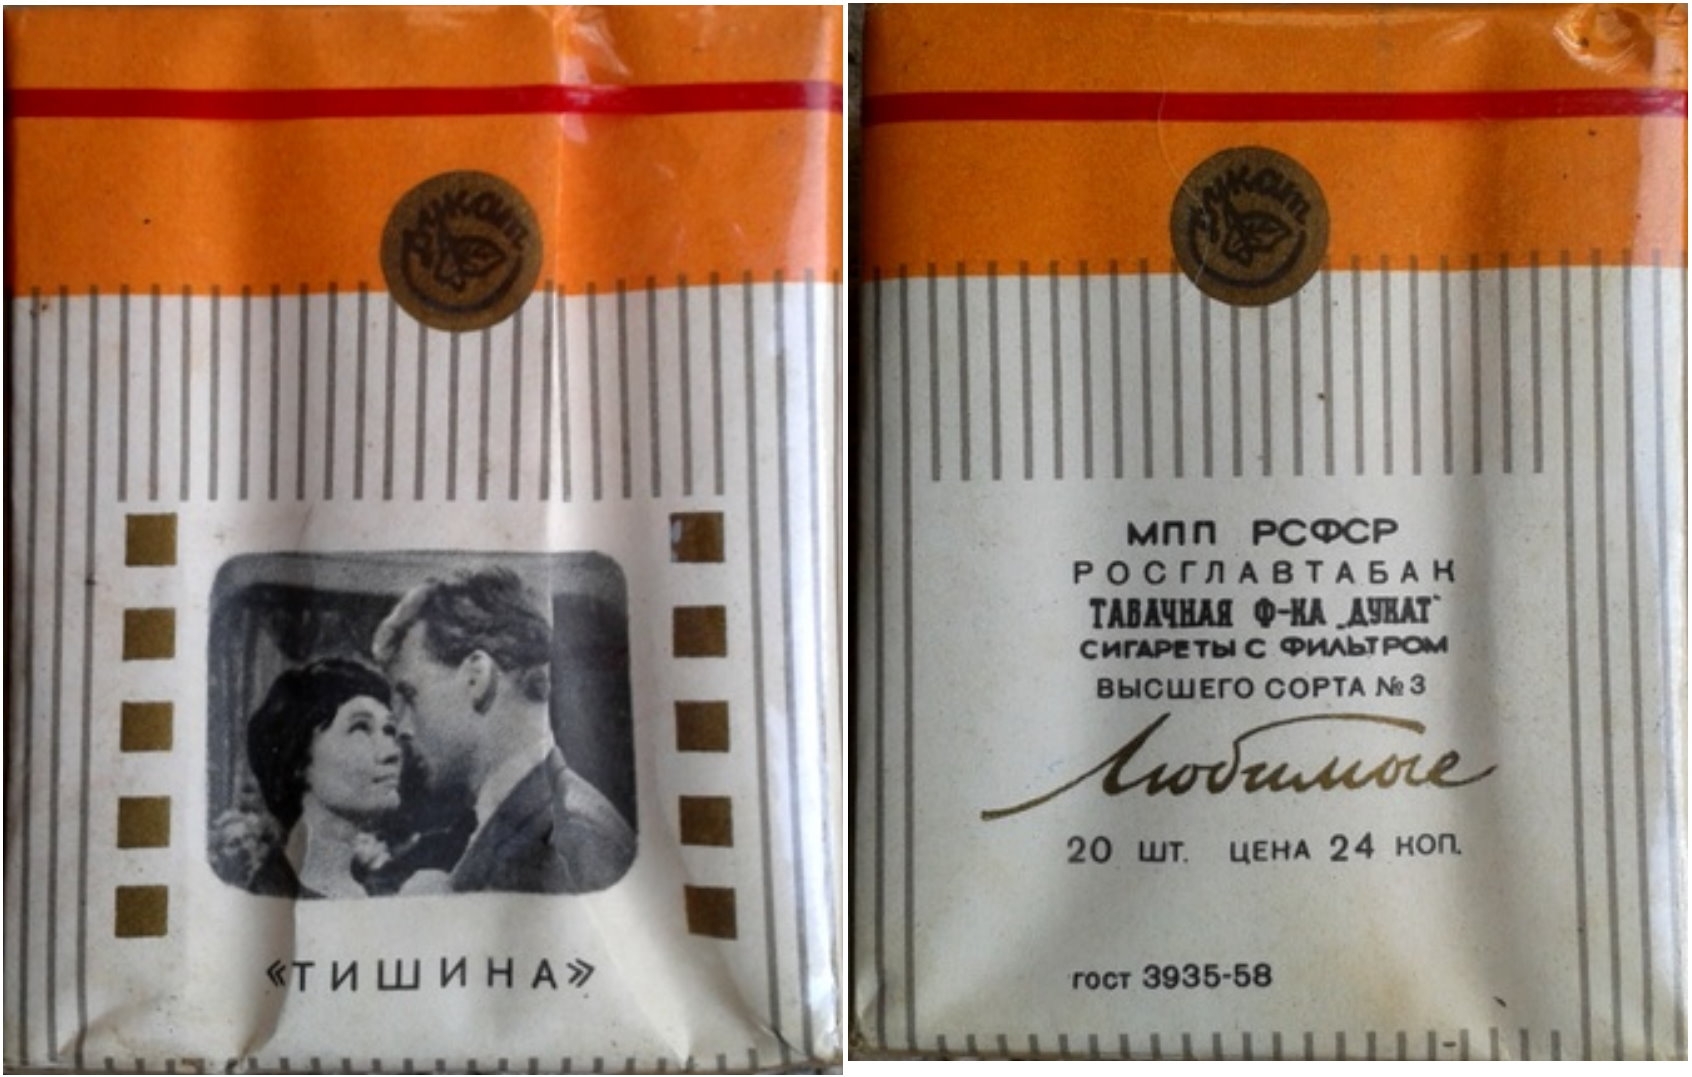 Дукат
«ТИШИНА»
Дукат
МПП РСФСР
РОСГЛАВТАБАК
ТАБАЧНАЯ Ф-КА „ДУКАТ“
СИГАРЕТЫ С ФИЛЬТРОМ
ВЫСШЕГО СОРТА №3
Любимые
20 ШТ. ЦЕНА 24 КОП.
ГОСТ 3935-58